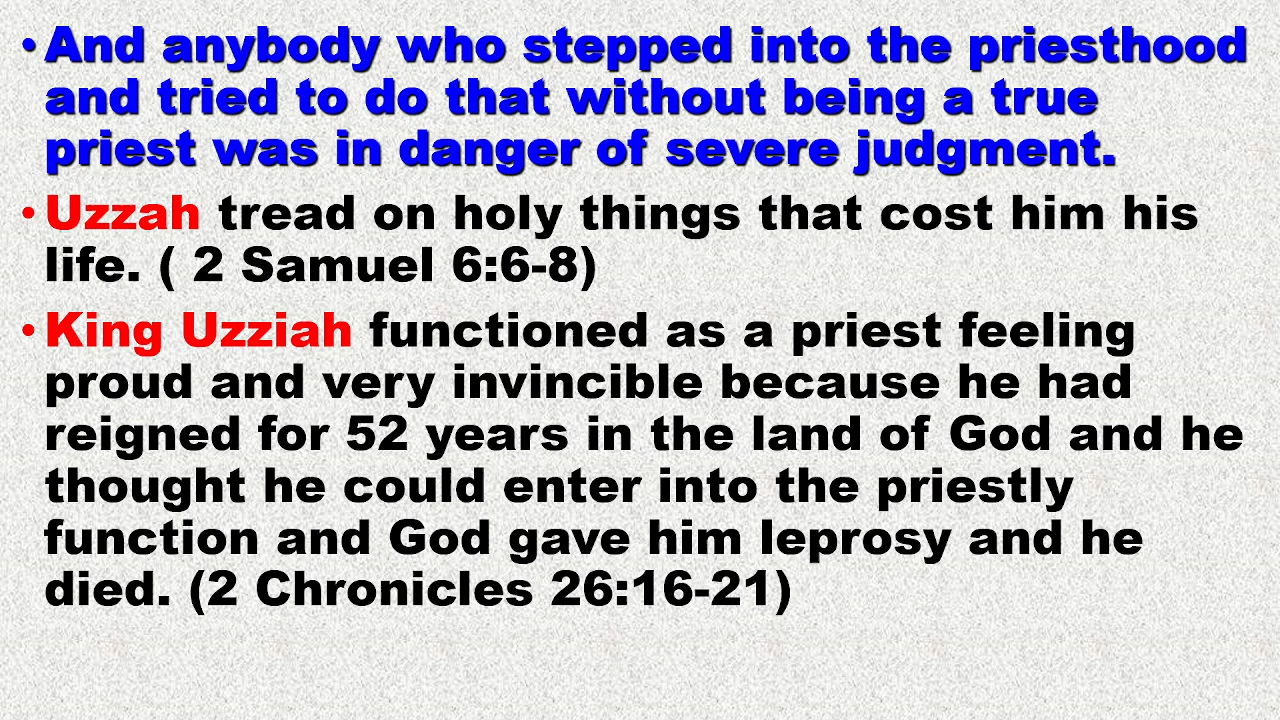 • And anybody who stepped into the priesthood
and tried to do that without being a true
priest was in danger of severe judgment.
• Uzzah tread on holy things that cost him his
life. ( 2 Samuel 6:6-8)
• King Uzziah functioned as a priest feeling
proud and very invincible because he had
reigned for 52 years in the land of God and he
thought he could enter into the priestly
function and God gave him leprosy and he
died. (2 Chronicles 26:16-21)